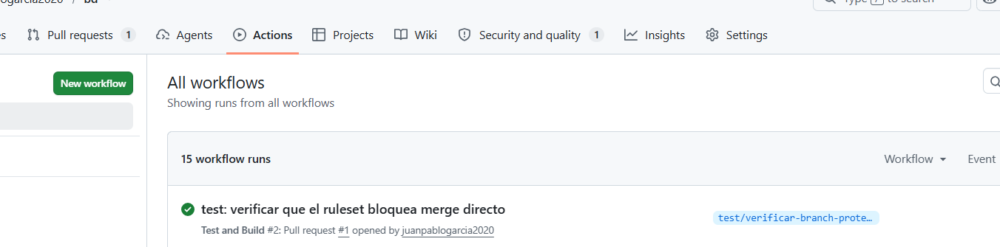 bd
Type / to search
Pull requests 1 Agents Actions Projects Wiki Security and quality 1 Insights Settings
New workflow
All workflows
Showing runs from all workflows
15 workflow runs Workflow Event
test: verificar que el ruleset bloquea merge directo
test/verificar-branch-prote…
Test and Build #2: Pull request #1 opened by juanpablogarcia2020